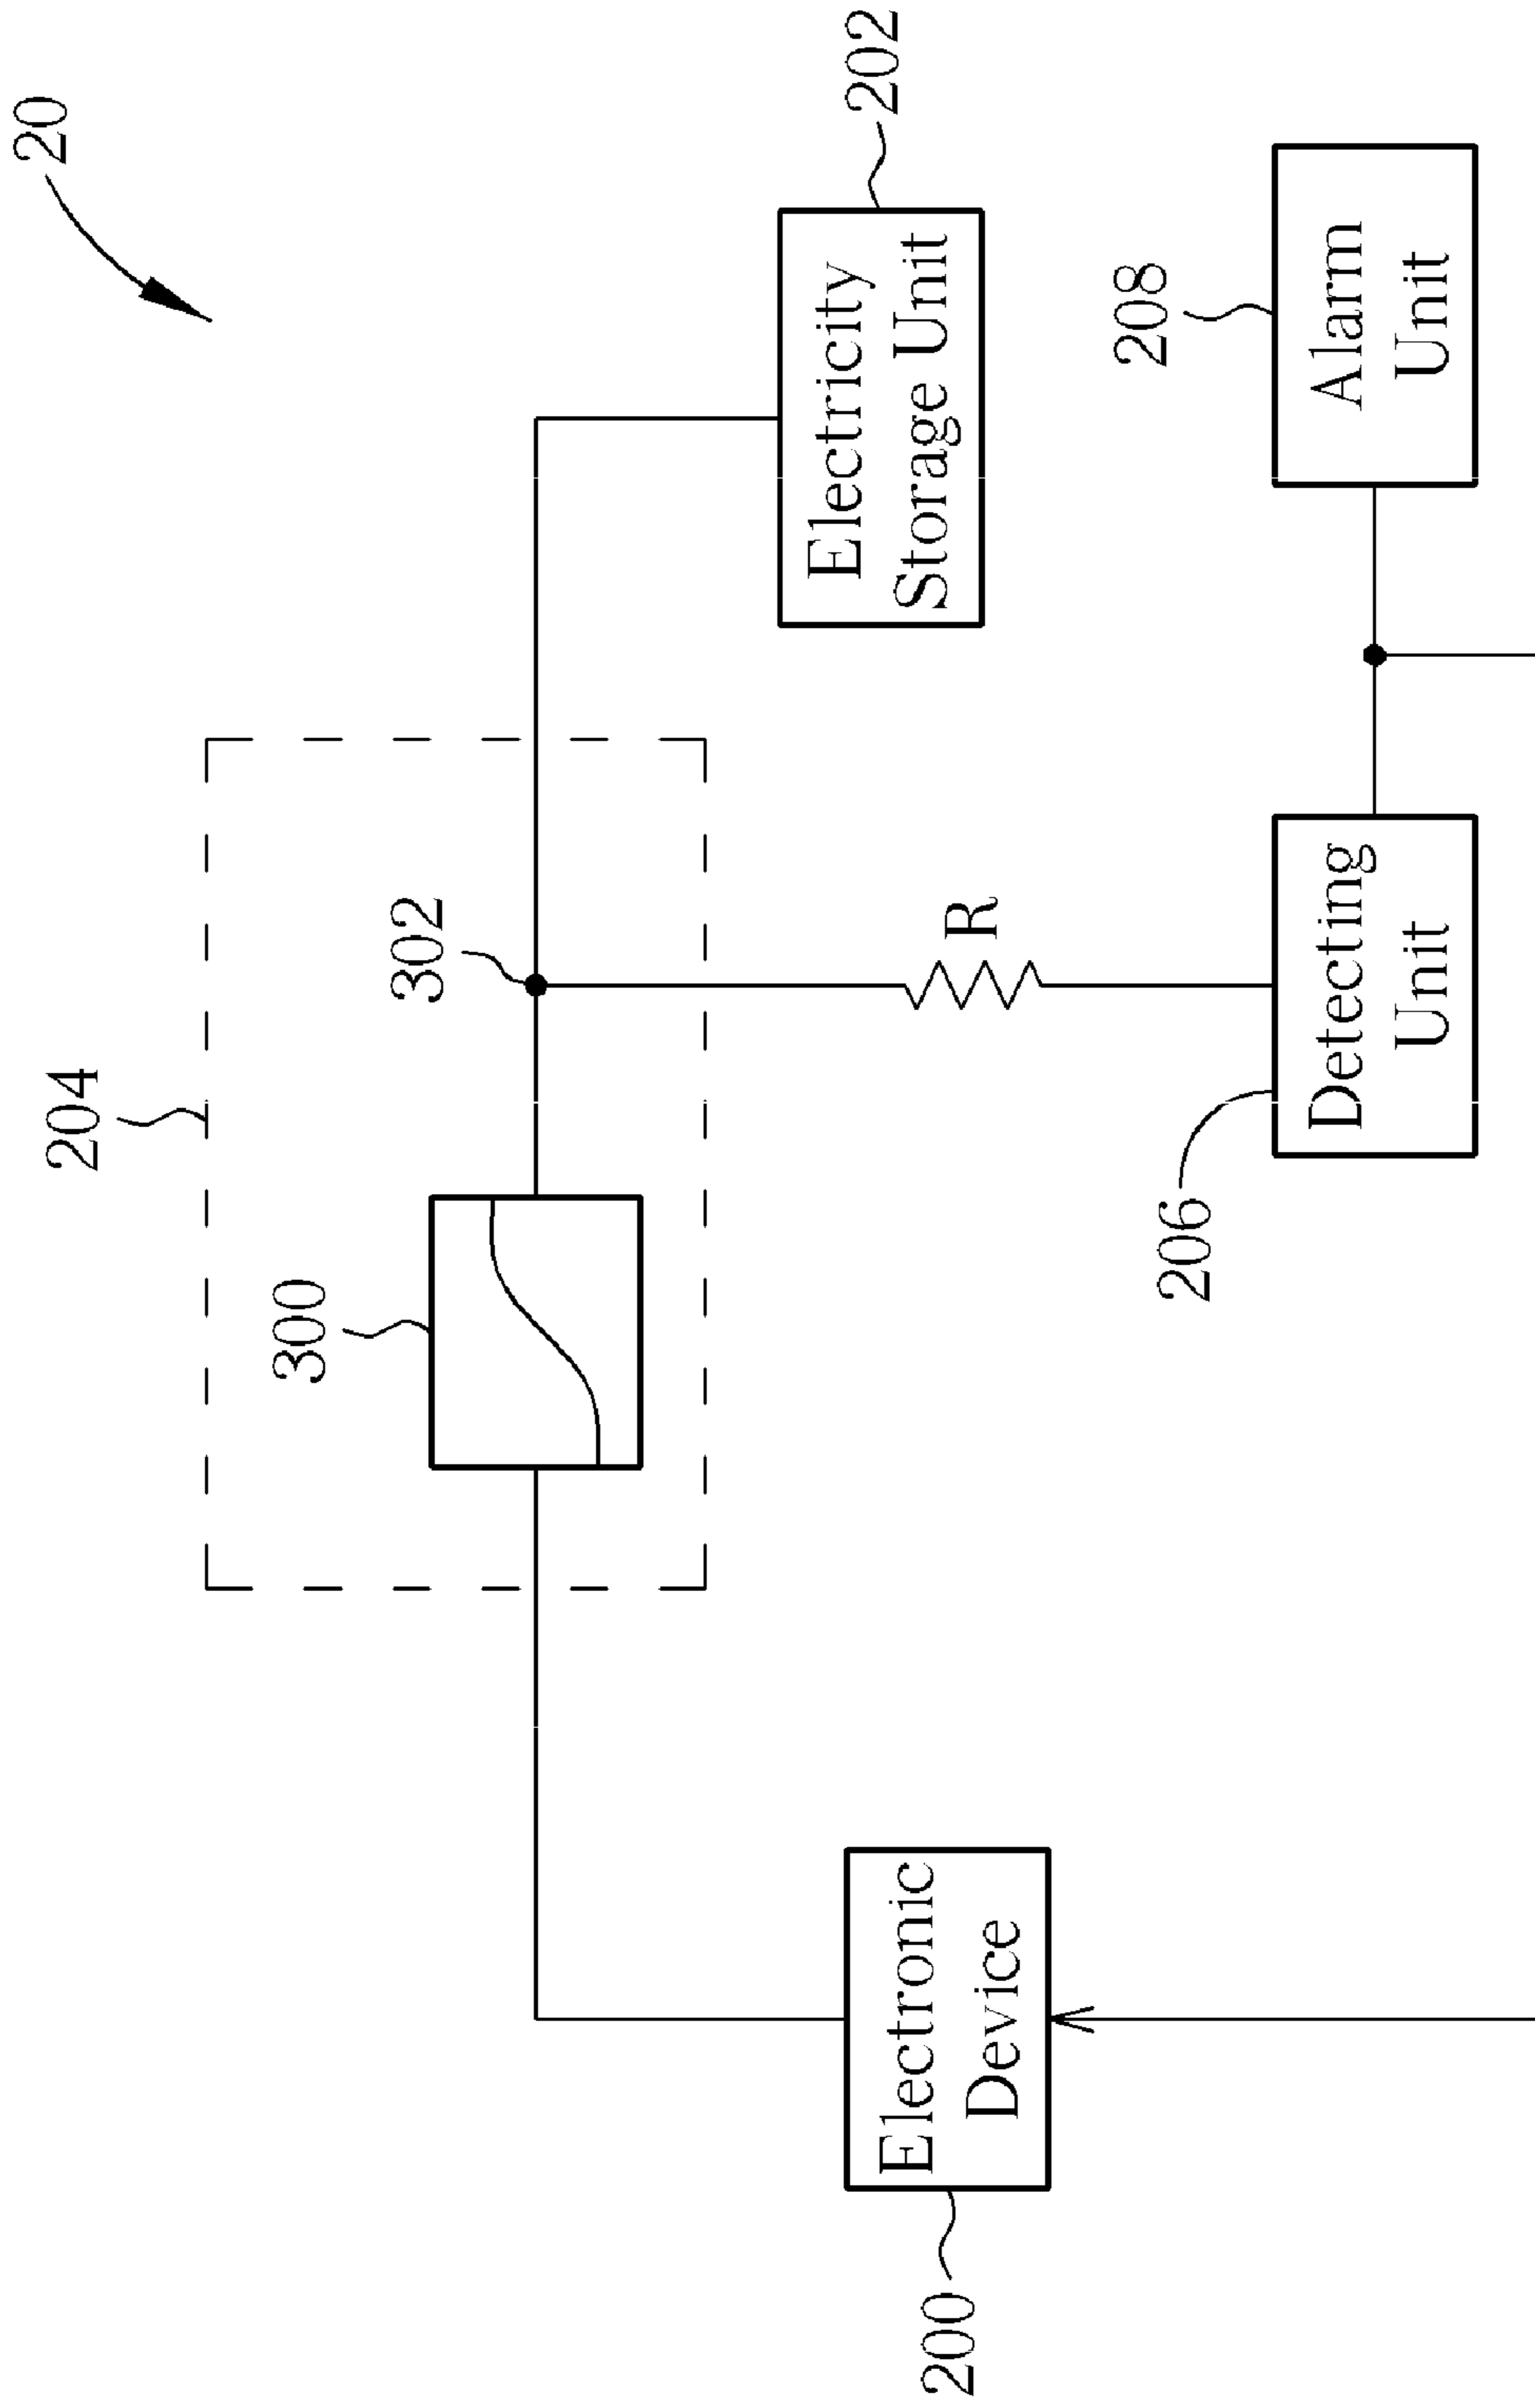 20
204
300
302
Electricity
Storage Unit
202
R
Electronic
Device
200
206
Detecting
Unit
208
Alarm
Unit